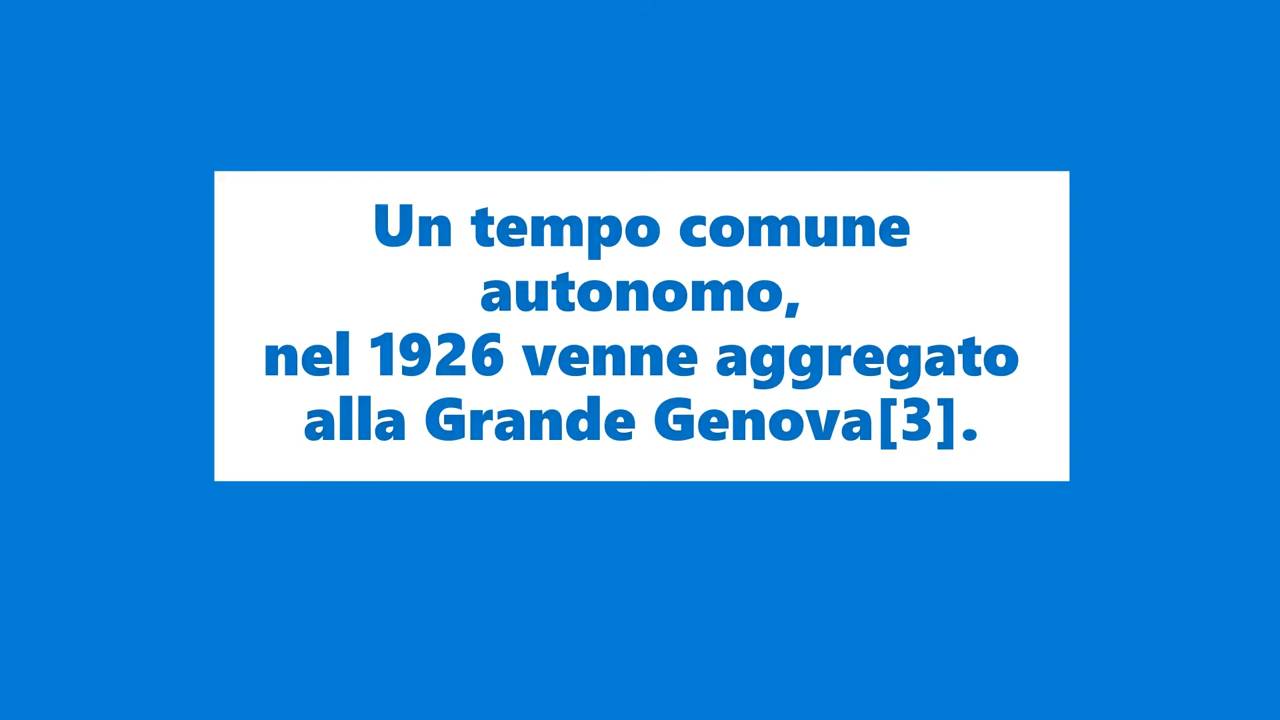 Un tempo comune
autonomo,
nel 1926 venne aggregato
alla Grande Genova[3].